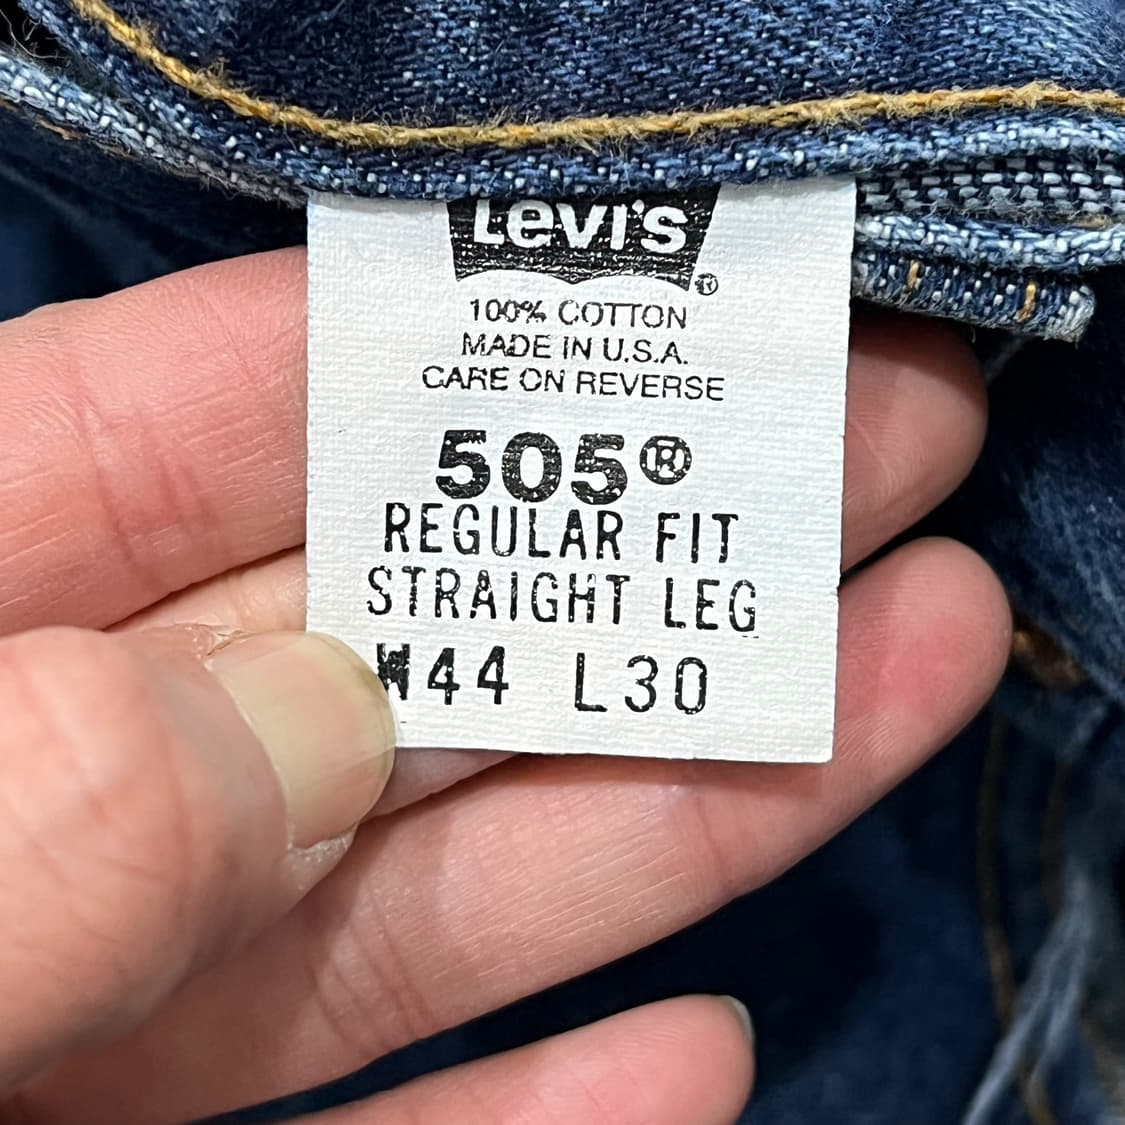 Levi's
®
100% COTTON
MADE IN U.S.A.
CARE ON REVERSE
505®
REGULAR FIT
STRAIGHT LEG
W44 L30